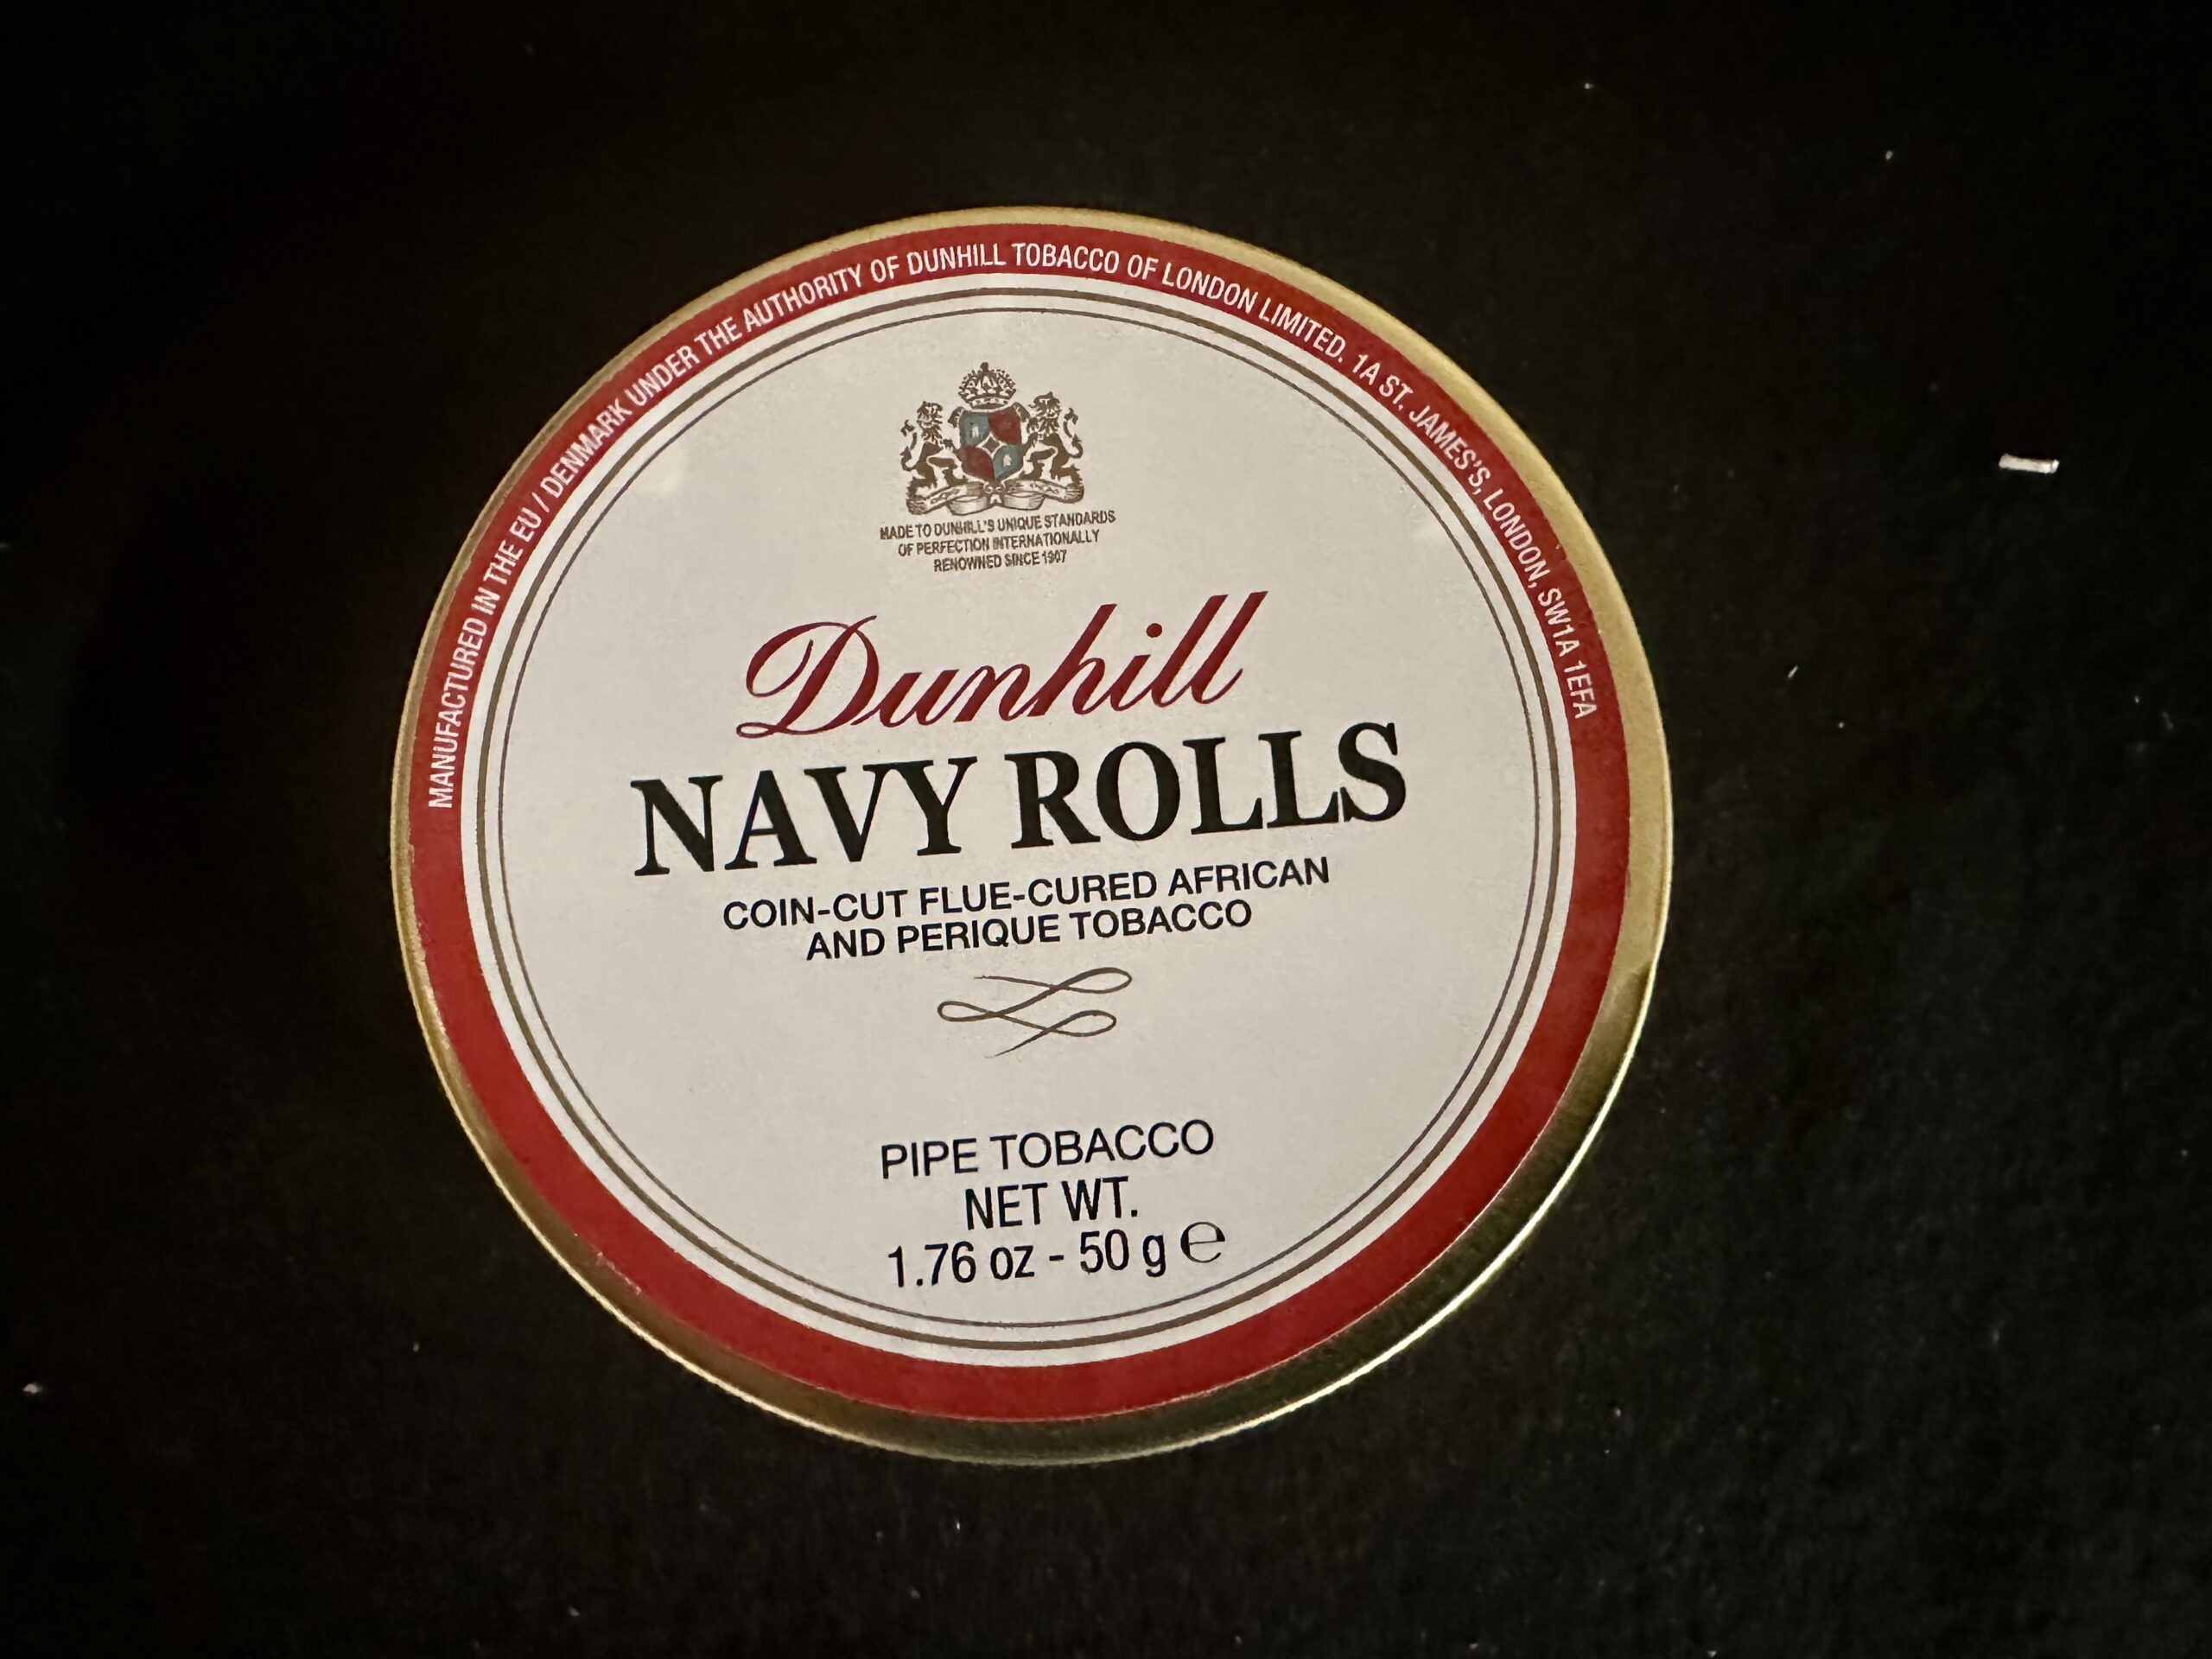 MANUFACTURED IN THE EU / DENMARK UNDER THE AUTHORITY OF DUNHILL TOBACCO OF LONDON LIMITED. 1A ST. JAMES'S, LONDON, SW1A 1EFA
MADE TO DUNHILL'S UNIQUE STANDARDS
OF PERFECTION INTERNATIONALLY
RENOWNED SINCE 1907
Dunhill
NAVY ROLLS
COIN-CUT FLUE-CURED AFRICAN
AND PERIQUE TOBACCO
PIPE TOBACCO
NET WT.
1.76 oz - 50 g ℮